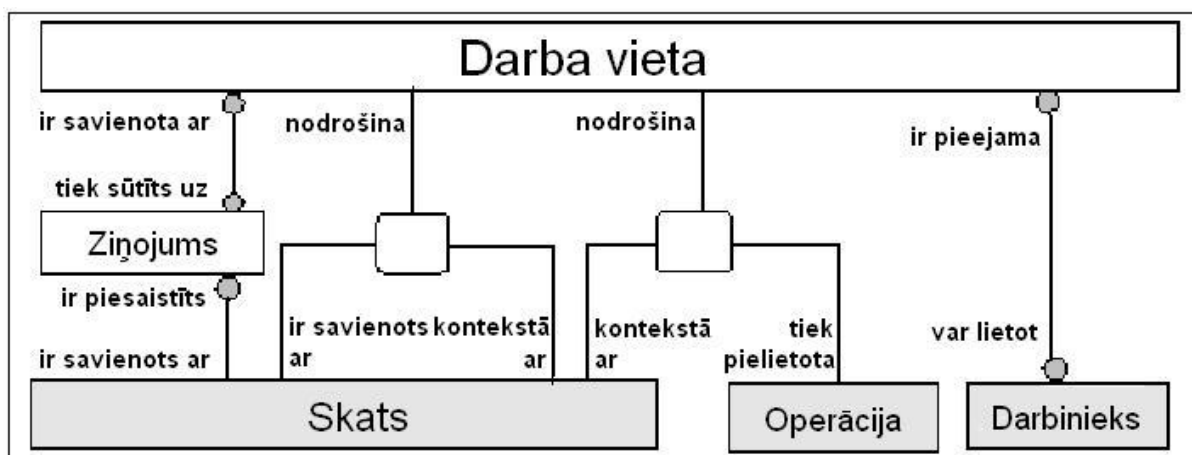 Darba vieta
ir savienota ar
nodrošina
nodrošina
ir pieejama
tiek sūtīts uz
Ziņojums
ir piesaistīts
ir savienots ar
ir savienots
ar
kontekstā
ar
kontekstā
ar
tiek
pielietota
var lietot
Skats
Operācija
Darbinieks